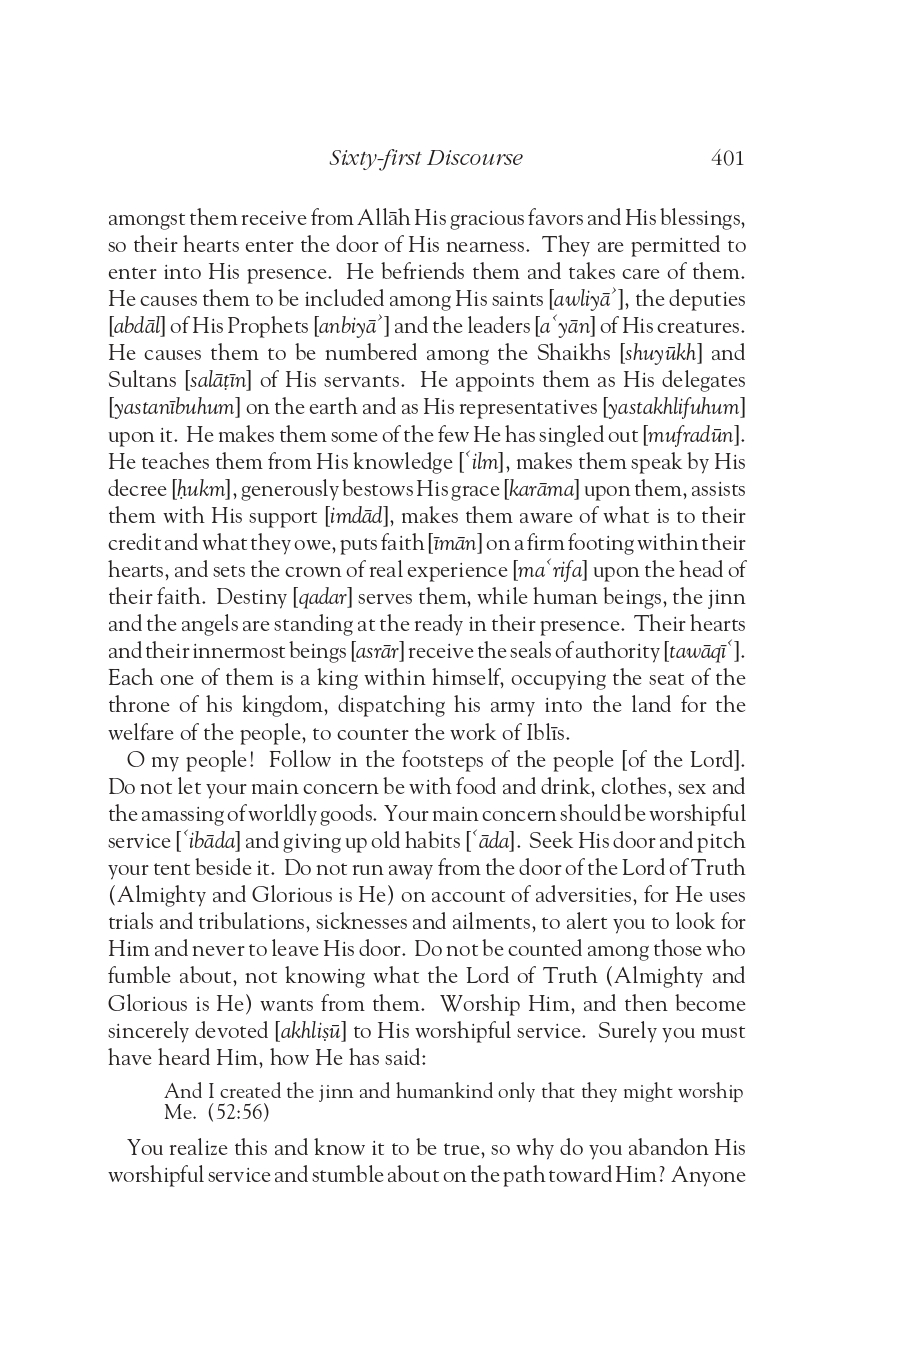 Sixty-first Discourse 401
amongst them receive from Allāh His gracious favors and His blessings,
so their hearts enter the door of His nearness. They are permitted to
enter into His presence. He befriends them and takes care of them.
He causes them to be included among His saints [awliyāʾ], the deputies
[abdāl] of His Prophets [anbiyāʾ] and the leaders [aʿyān] of His creatures.
He causes them to be numbered among the Shaikhs [shuyūkh] and
Sultans [salāṭīn] of His servants. He appoints them as His delegates
[yastanībuhum] on the earth and as His representatives [yastakhlifuhum]
upon it. He makes them some of the few He has singled out [mufradūn].
He teaches them from His knowledge [ʿilm], makes them speak by His
decree [ḥukm], generously bestows His grace [karāma] upon them, assists
them with His support [imdād], makes them aware of what is to their
credit and what they owe, puts faith [īmān] on a firm footing within their
hearts, and sets the crown of real experience [maʿrifa] upon the head of
their faith. Destiny [qadar] serves them, while human beings, the jinn
and the angels are standing at the ready in their presence. Their hearts
and their innermost beings [asrār] receive the seals of authority [tawāqīʿ].
Each one of them is a king within himself, occupying the seat of the
throne of his kingdom, dispatching his army into the land for the
welfare of the people, to counter the work of Iblīs.
O my people! Follow in the footsteps of the people [of the Lord].
Do not let your main concern be with food and drink, clothes, sex and
the amassing of worldly goods. Your main concern should be worshipful
service [ʿibāda] and giving up old habits [ʿāda]. Seek His door and pitch
your tent beside it. Do not run away from the door of the Lord of Truth
(Almighty and Glorious is He) on account of adversities, for He uses
trials and tribulations, sicknesses and ailments, to alert you to look for
Him and never to leave His door. Do not be counted among those who
fumble about, not knowing what the Lord of Truth (Almighty and
Glorious is He) wants from them. Worship Him, and then become
sincerely devoted [akhliṣū] to His worshipful service. Surely you must
have heard Him, how He has said:
And I created the jinn and humankind only that they might worship
Me. (52:56)
You realize this and know it to be true, so why do you abandon His
worshipful service and stumble about on the path toward Him? Anyone